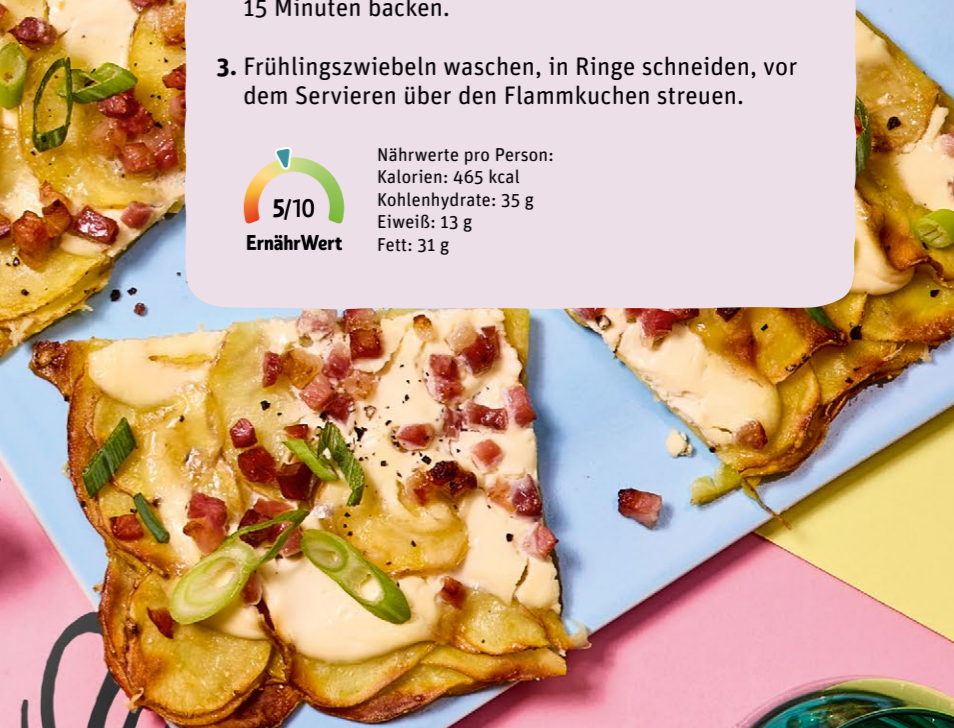 15 Minuten backen.
3. Frühlingszwiebeln waschen, in Ringe schneiden, vor
dem Servieren über den Flammkuchen streuen.
5/10
ErnährWert
Nährwerte pro Person:
Kalorien: 465 kcal
Kohlenhydrate: 35 g
Eiweiß: 13 g
Fett: 31 g